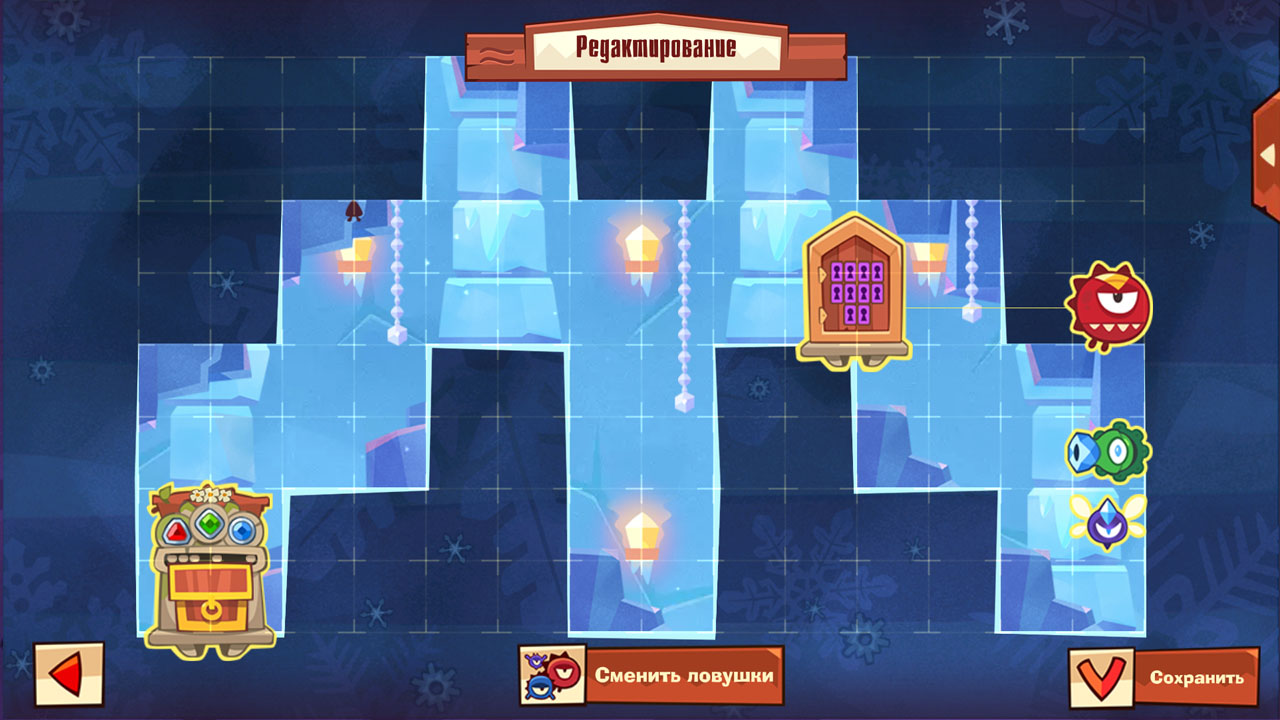 Редактирование
Сменить ловушки
Сохранить